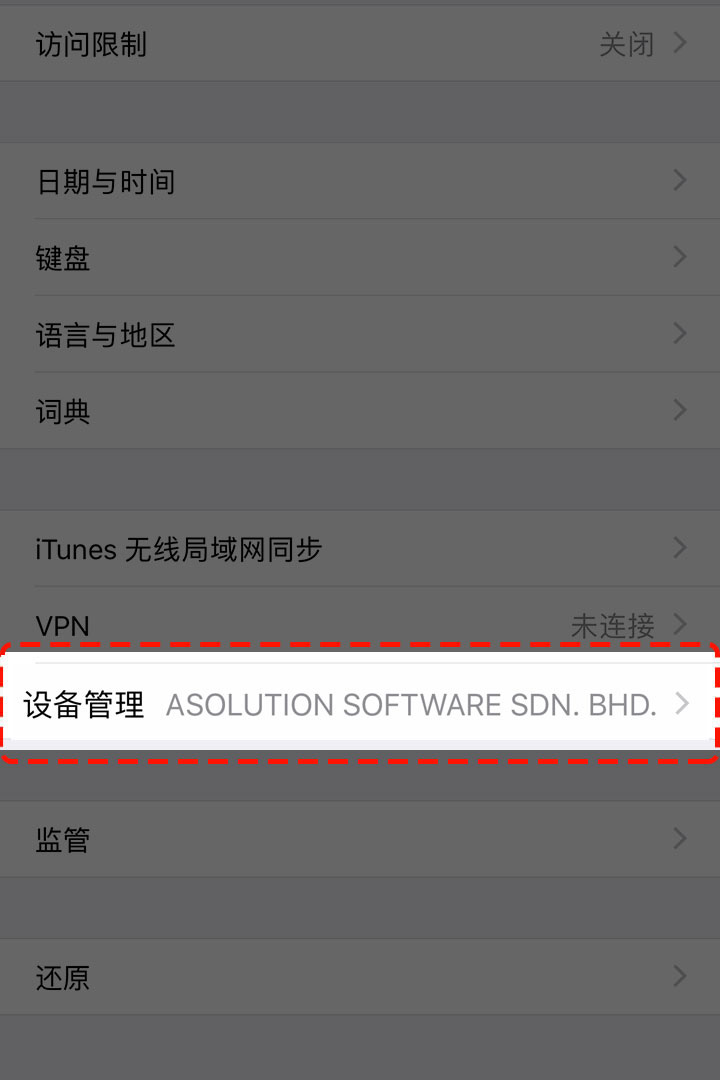 访问限制 关闭
日期与时间
键盘
语言与地区
词典
iTunes 无线局域网同步
VPN 未连接
设备管理 ASOLUTION SOFTWARE SDN. BHD.
监管
还原